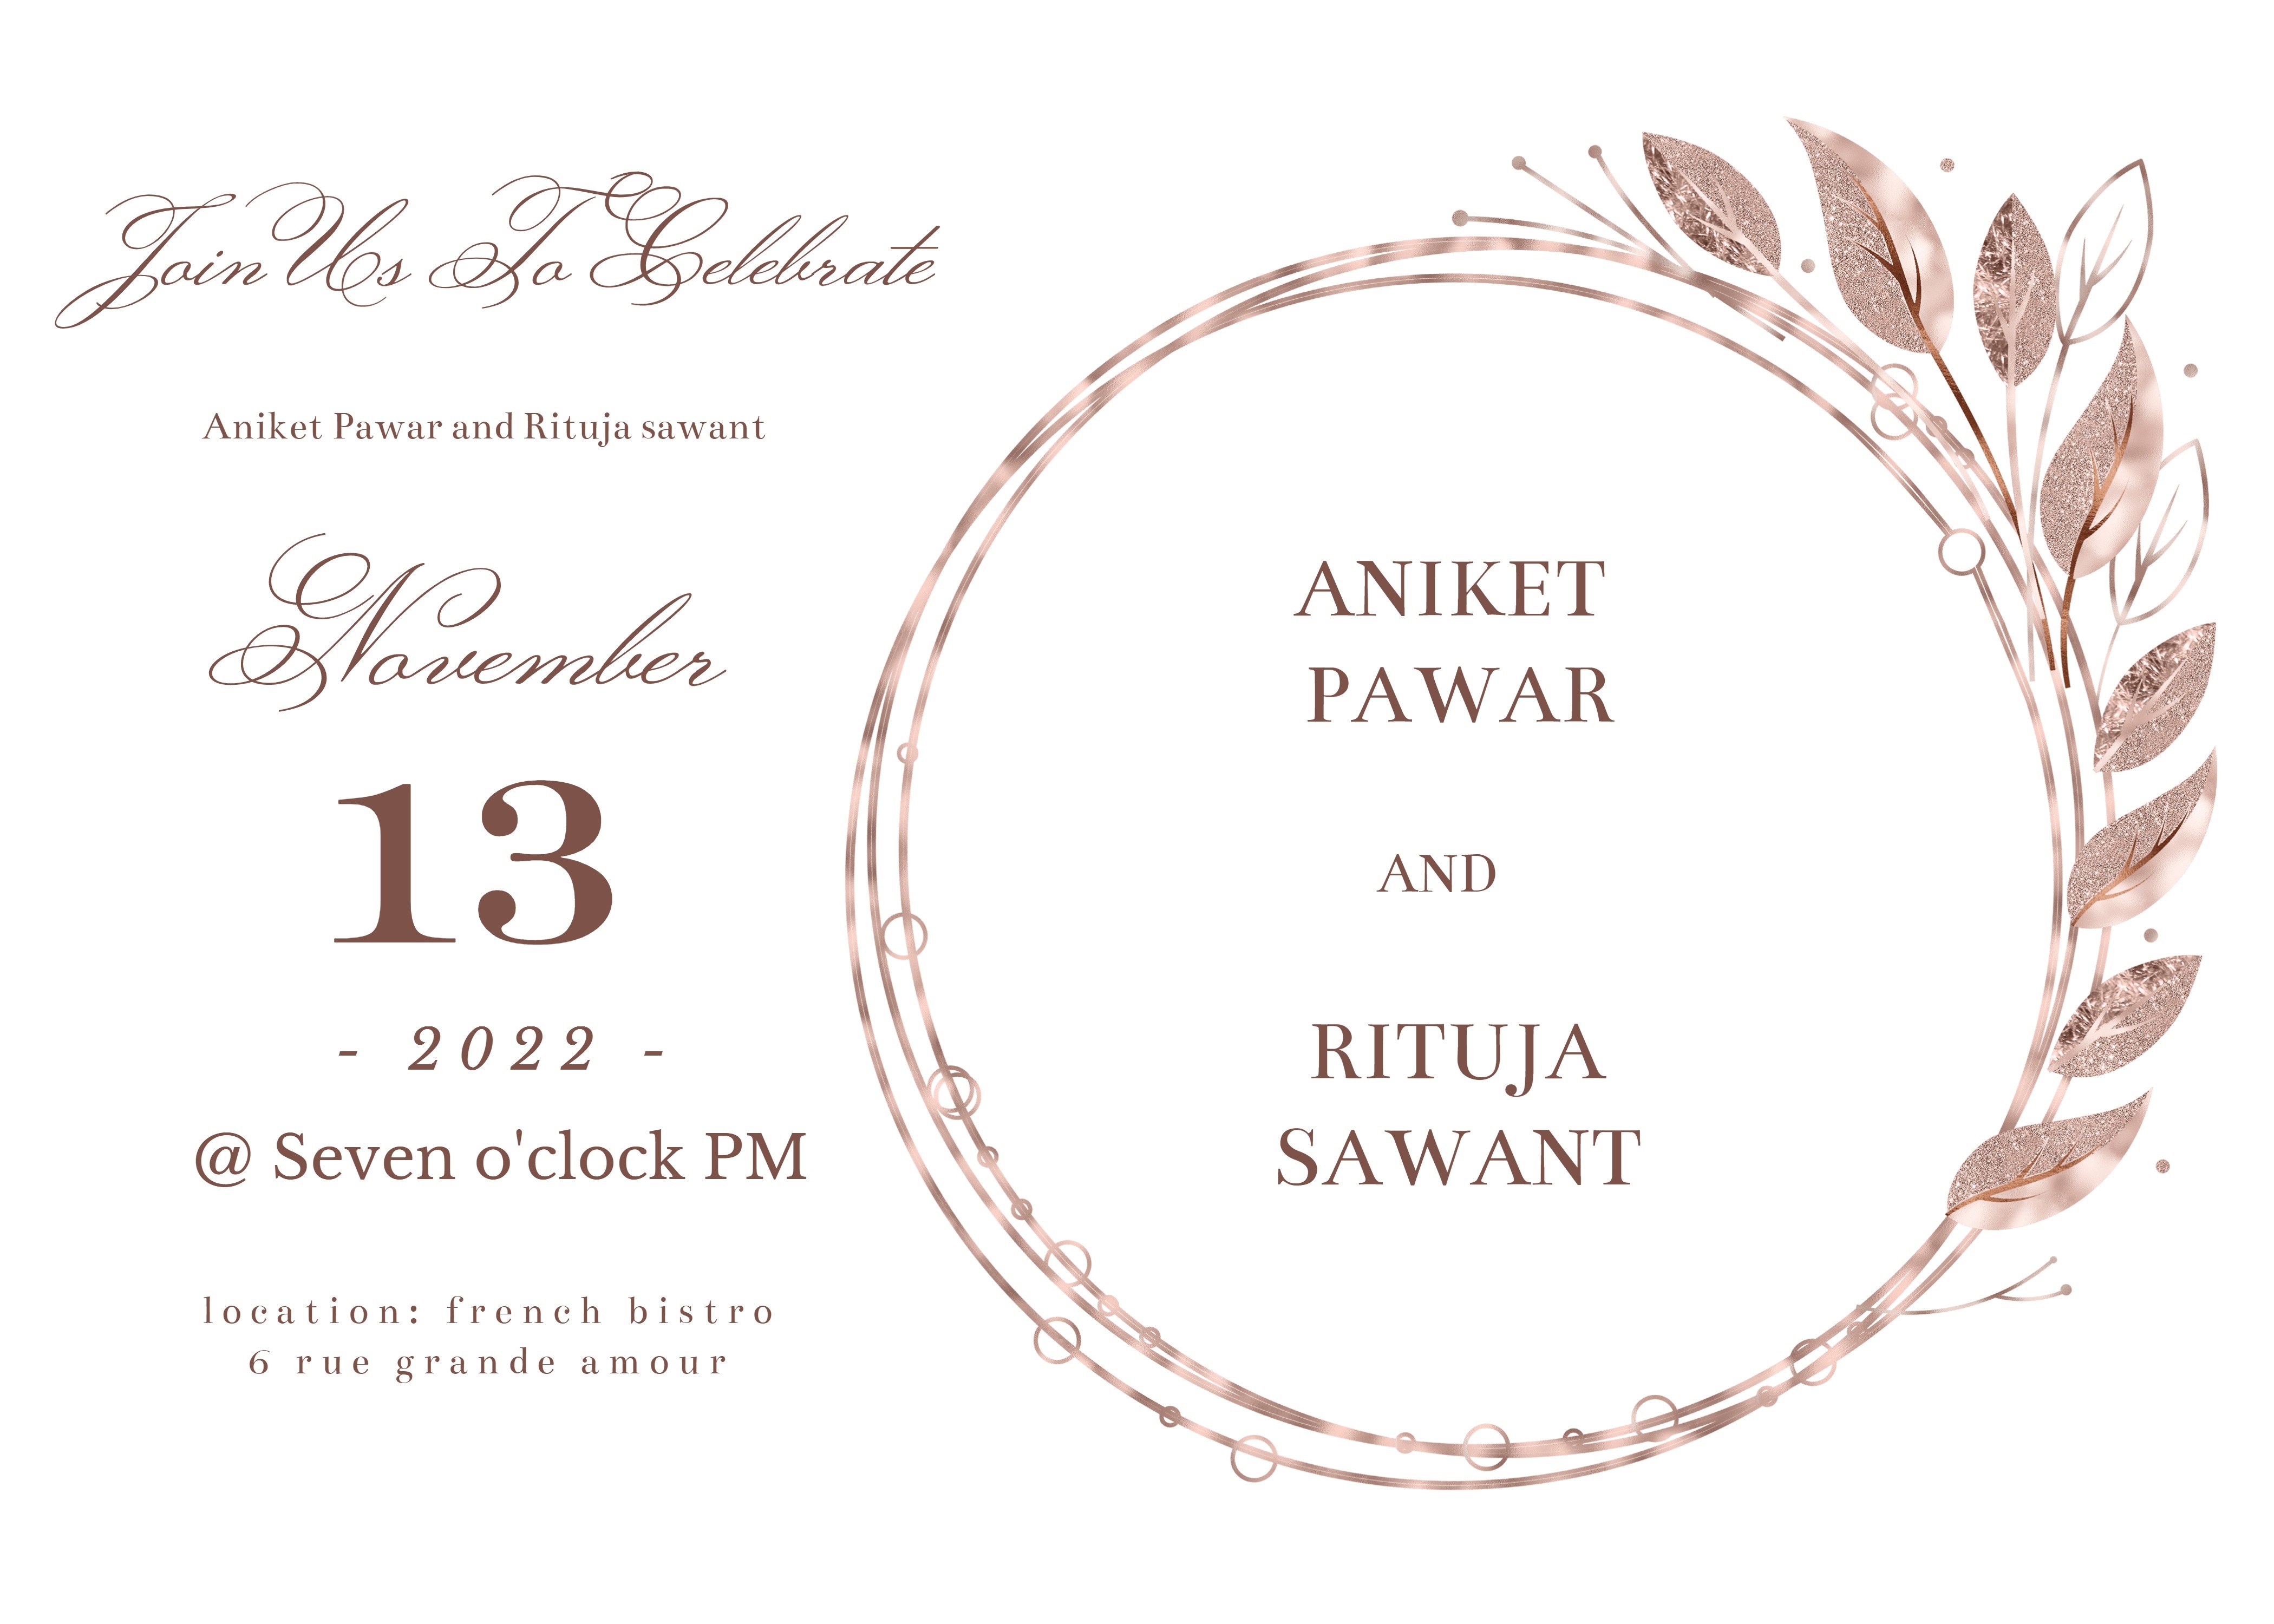 Join Us To Celebrate
Aniket Pawar and Rituja sawant
November
13
- 2022 -
@ Seven o'clock PM
location: french bistro
6 rue grande amour
ANIKET
PAWAR
AND
RITUJA
SAWANT